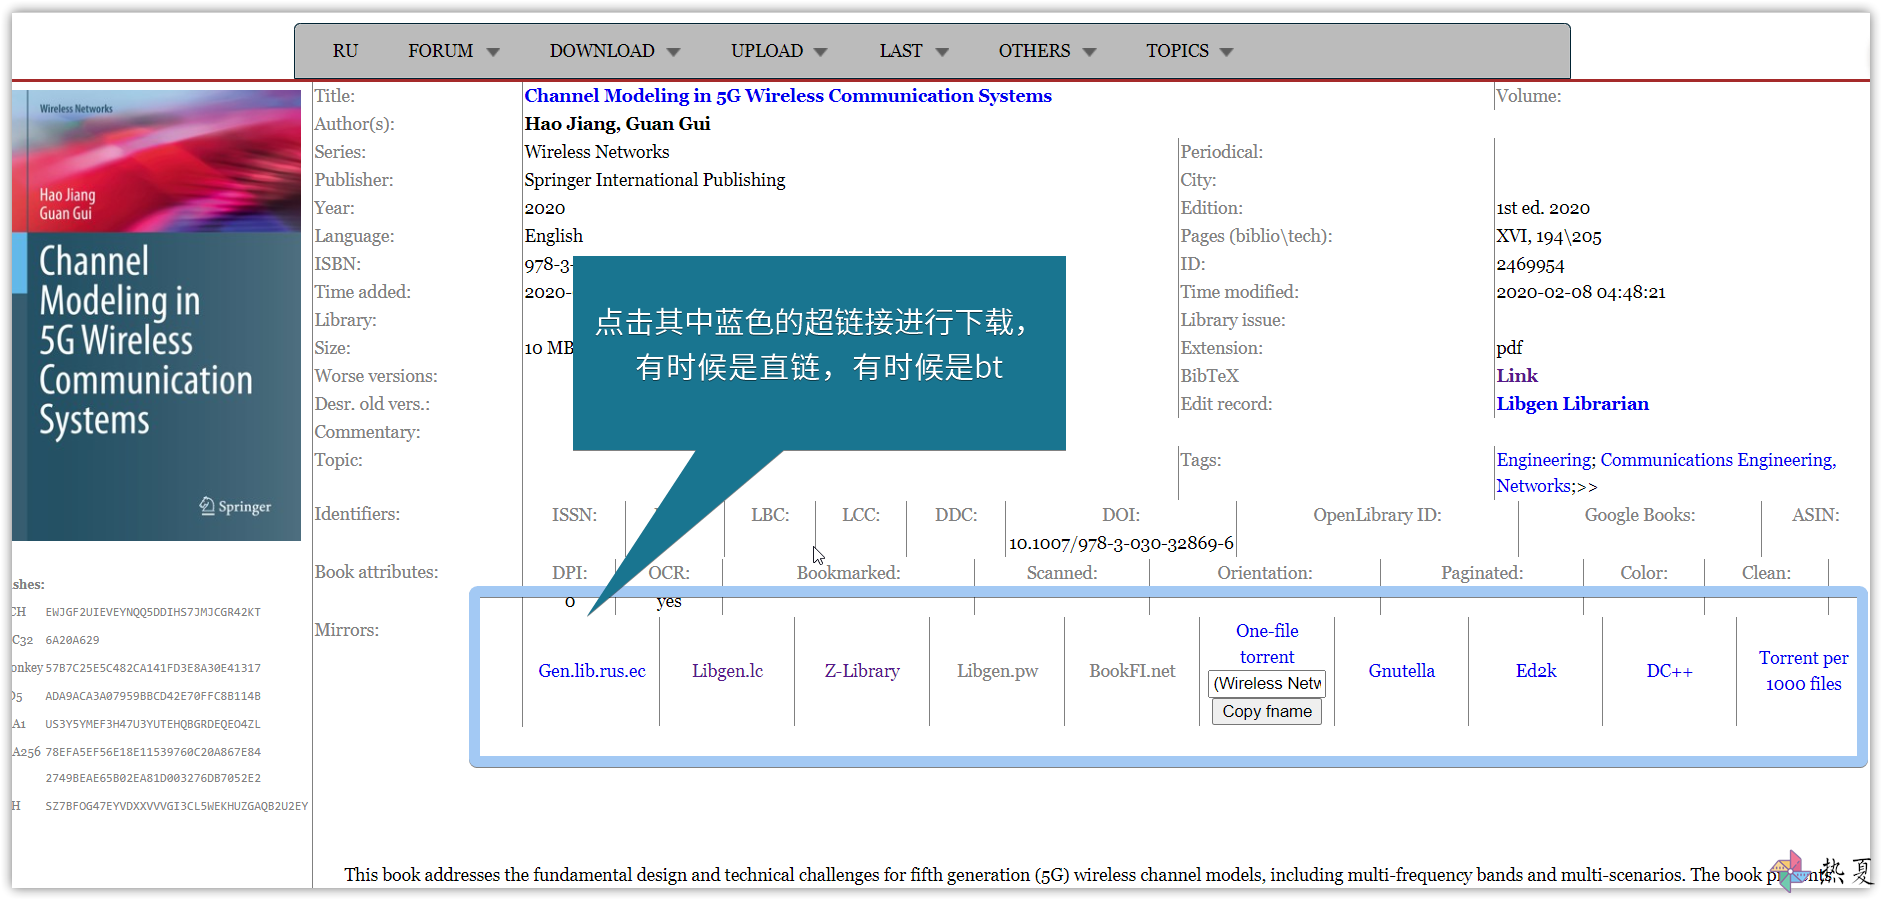 RU FORUM DOWNLOAD UPLOAD LAST OTHERS TOPICS
Wireless Networks
Hao Jiang
Guan Gui
Channel
Modeling in
5G Wireless
Communication
Systems
Springer
Title: Channel Modeling in 5G Wireless Communication Systems Volume:
Author(s): Hao Jiang, Guan Gui
Series: Wireless Networks Periodical:
Publisher: Springer International Publishing City:
Year: 2020 Edition: 1st ed. 2020
Language: English Pages (biblio\tech): XVI, 194\205
ISBN: 978-3- ID: 2469954
Time added: 2020- Time modified: 2020-02-08 04:48:21
Library: Library issue:
Size: 10 MB Extension: pdf
Worse versions: BibTeX Link
Desr. old vers.: Edit record: Libgen Librarian
Commentary:
Topic: Tags: Engineering; Communications Engineering,
Networks;>>
点击其中蓝色的超链接进行下载，
有时候是直链，有时候是bt
Identifiers: ISSN: LBC: LCC: DDC: DOI: OpenLibrary ID: Google Books: ASIN:
10.1007/978-3-030-32869-6
Book attributes: DPI: OCR: Bookmarked: Scanned: Orientation: Paginated: Color: Clean:
0 yes
Mirrors: Gen.lib.rus.ec Libgen.lc Z-Library Libgen.pw BookFI.net One-file
torrent
(Wireless Netw
Copy fname
Gnutella Ed2k DC++ Torrent per
1000 files
shes:
CH EWJGF2UIEVEYNQQ5DDIHS7JMJCGR42KT
C32 6A20A629
onkey 57B7C25E5C482CA141FD3E8A30E41317
D5 ADA9ACA3A07959BBCD42E70FFC8B114B
A1 US3Y5YMEF3H47U3YUTEHQBGRDEQEO4ZL
A256 78EFA5EF56E18E11539760C20A867E84
2749BEAE65B02EA81D003276DB7052E2
H SZ7BFOG47EYVDXXVVVGI3CL5WEKHUZGAQB2U2EY
This book addresses the fundamental design and technical challenges for fifth generation (5G) wireless channel models, including multi-frequency bands and multi-scenarios. The book presents
热夏